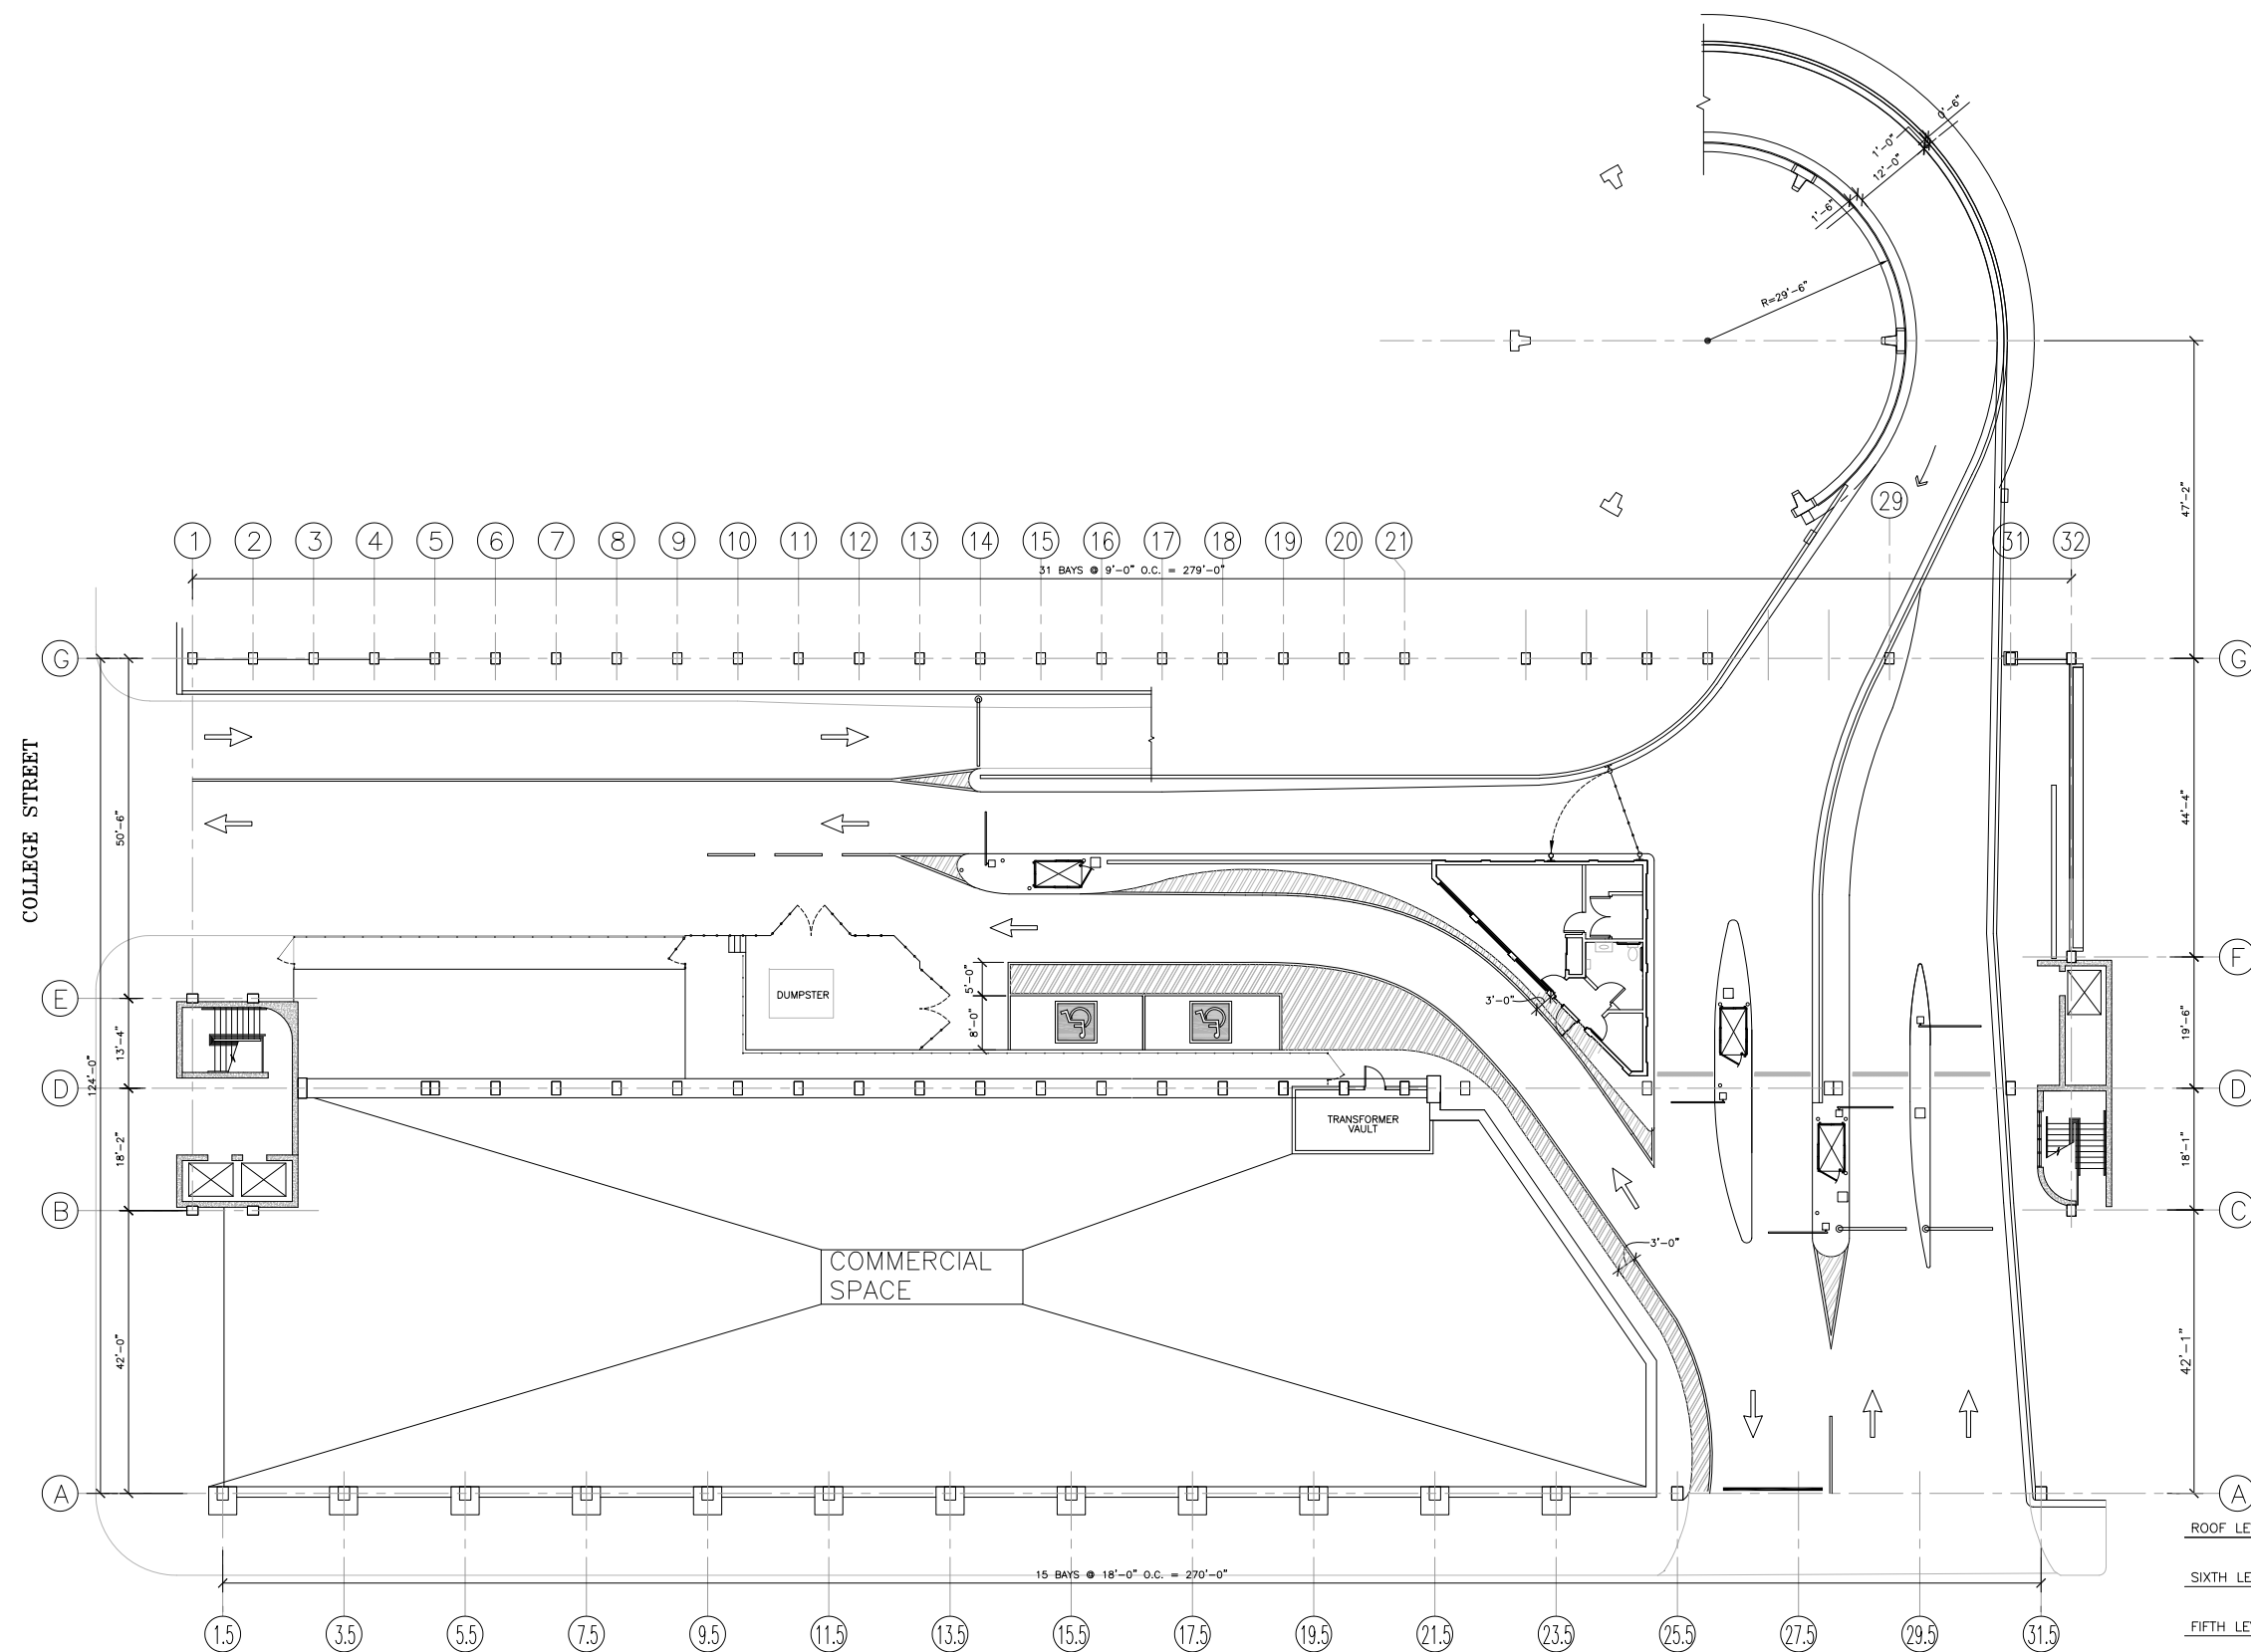 0'-6"
1'-0"
12'-0"
1'-6"
R=29'-6"
47'-2"
29
1 2 3 4 5 6 7 8 9 10 11 12 13 14 15 16 17 18 19 20 21 31 32
31 BAYS @ 9'-0" O.C. = 279'-0"
G G
COLLEGE STREET
50'-6"
44'-4"
F
5'-0"
DUMPSTER
3'-0"
E
8'-0"
13'-4"
19'-6"
124'-0"
D D
TRANSFORMER
VAULT
18'-2"
18'-1"
B C
3'-0"
COMMERCIAL
SPACE
42'-0"
42'-1"
A A
ROOF LE
15 BAYS @ 18'-0" O.C. = 270'-0"
SIXTH LE
FIFTH LE
1.5 3.5 5.5 7.5 9.5 11.5 13.5 15.5 17.5 19.5 21.5 23.5 25.5 27.5 29.5 31.5